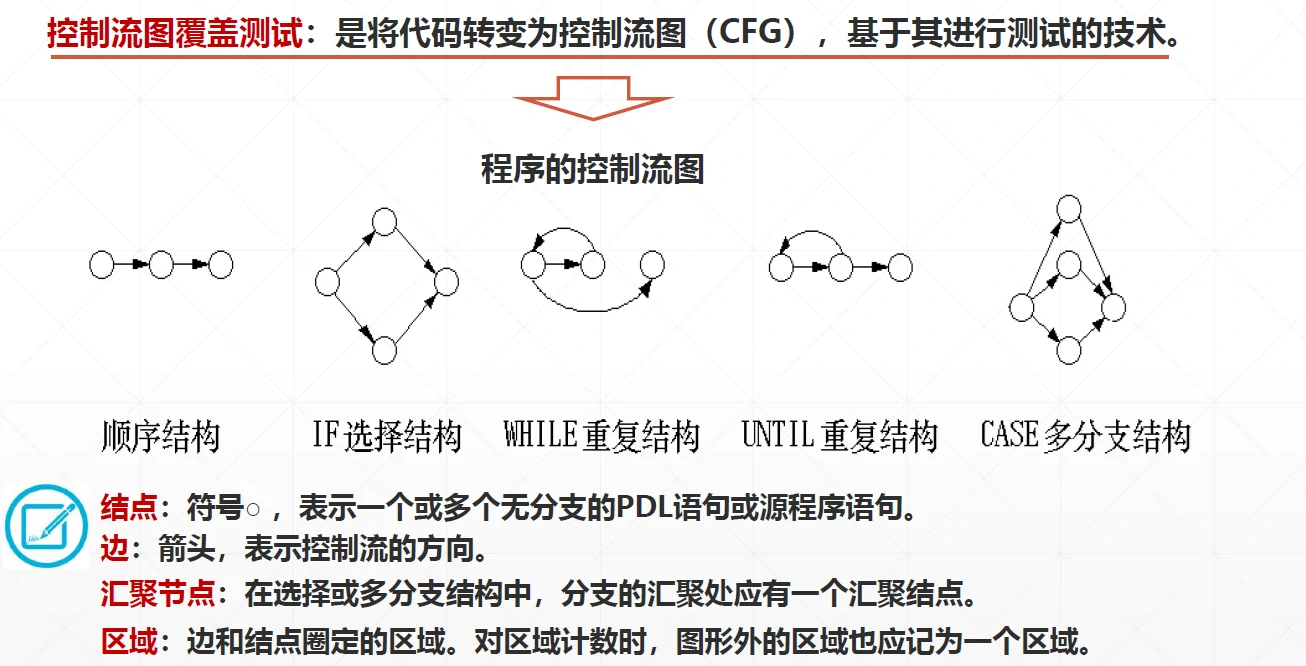 控制流图覆盖测试：是将代码转变为控制流图（CFG），基于其进行测试的技术。
程序的控制流图
顺序结构 IF选择结构 WHILE重复结构 UNTIL重复结构 CASE多分支结构
结点：符号○，表示一个或多个无分支的PDL语句或源程序语句。
边：箭头，表示控制流的方向。
汇聚节点：在选择或多分支结构中，分支的汇聚处应有一个汇聚结点。
区域：边和结点圈定的区域。对区域计数时，图形外的区域也应记为一个区域。